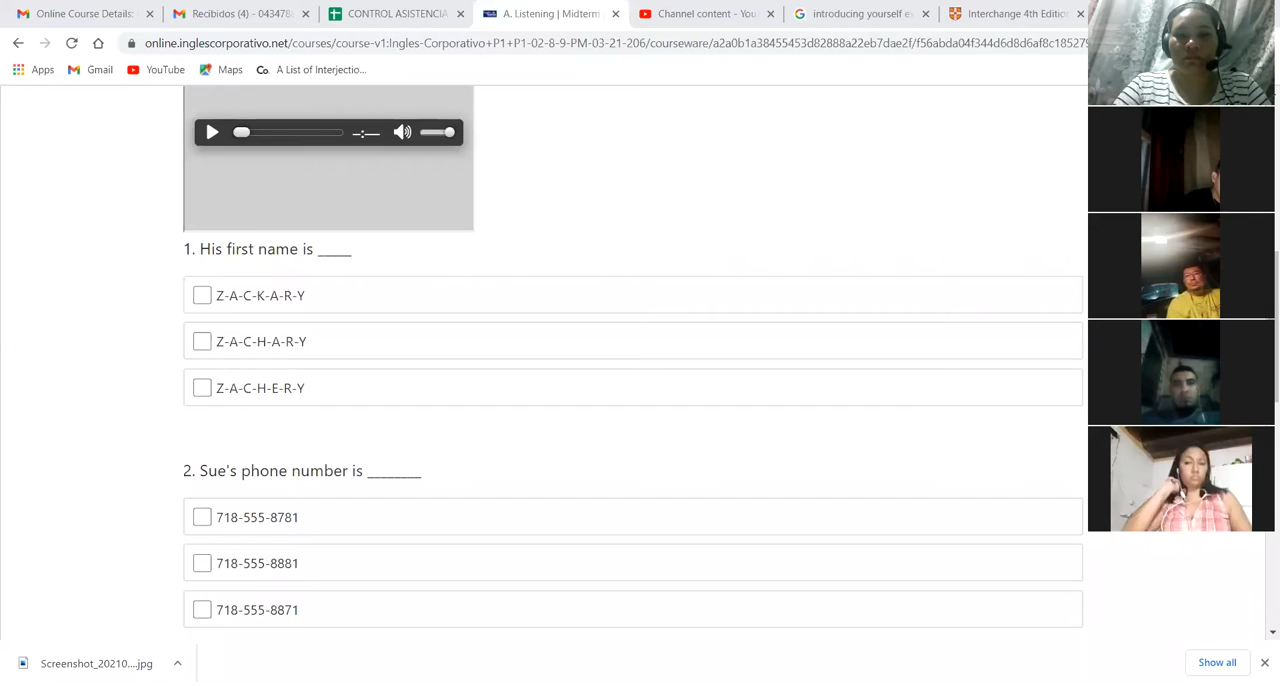 Online Course Details:
Recibidos (4) - 043478
CONTROL ASISTENCIA
A. Listening | Midterm
Channel content - You
introducing yourself e
Interchange 4th Edition
online.inglescorporativo.net/courses/course-v1:Ingles-Corporativo+P1+P1-02-8-9-PM-03-21-206/courseware/a2a0b1a38455453d82888a22eb7dae2f/f56abda04f344d6d8d6af8c18527
Apps
Gmail
YouTube
Maps
Co. A List of Interjectio...
-:--
1. His first name is _____
Z-A-C-K-A-R-Y
Z-A-C-H-A-R-Y
Z-A-C-H-E-R-Y
2. Sue's phone number is ________
718-555-8781
718-555-8881
718-555-8871
Screenshot_20210....jpg
Show all